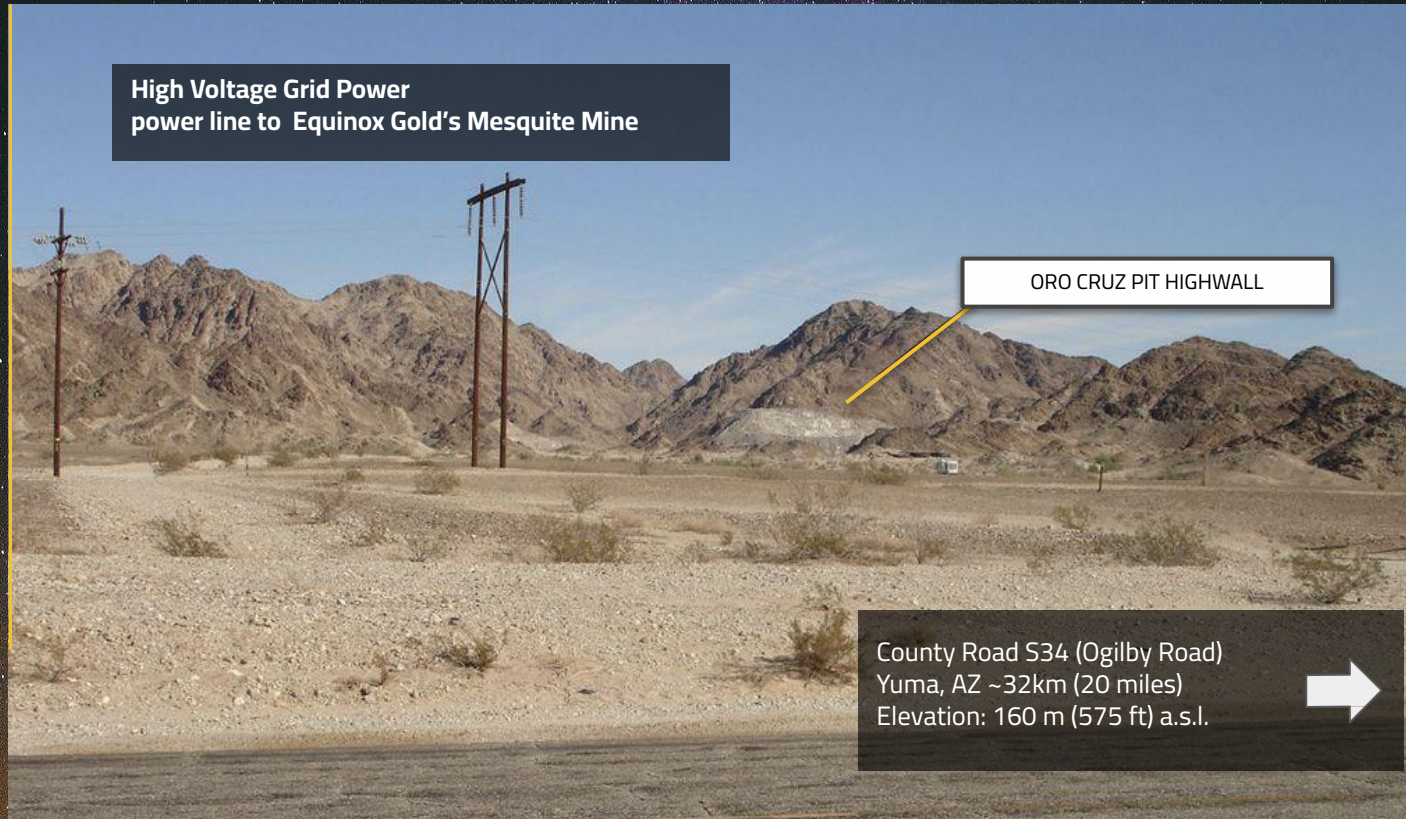 High Voltage Grid Power
power line to Equinox Gold's Mesquite Mine
ORO CRUZ PIT HIGHWALL
County Road S34 (Ogilby Road)
Yuma, AZ ~32km (20 miles)
Elevation: 160 m (575 ft) a.s.l.